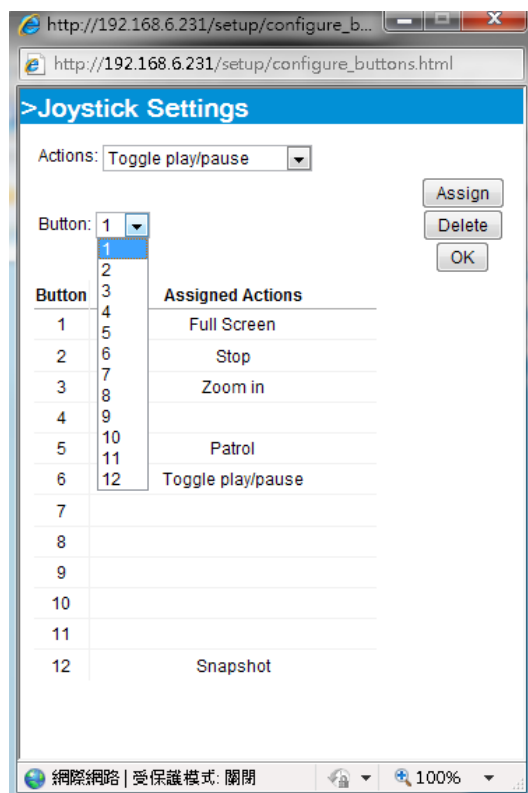 http://192.168.6.231/setup/configure_b...
http://192.168.6.231/setup/configure_buttons.html
>Joystick Settings
Actions: Toggle play/pause
Assign
Button: 1
Delete
OK
1
2
3
4
5
6
7
8
9
10
11
12
Button Assigned Actions
1 Full Screen
2 Stop
3 Zoom in
4
5 Patrol
6 Toggle play/pause
7
8
9
10
11
12 Snapshot
網際網路 | 受保護模式: 關閉
100%